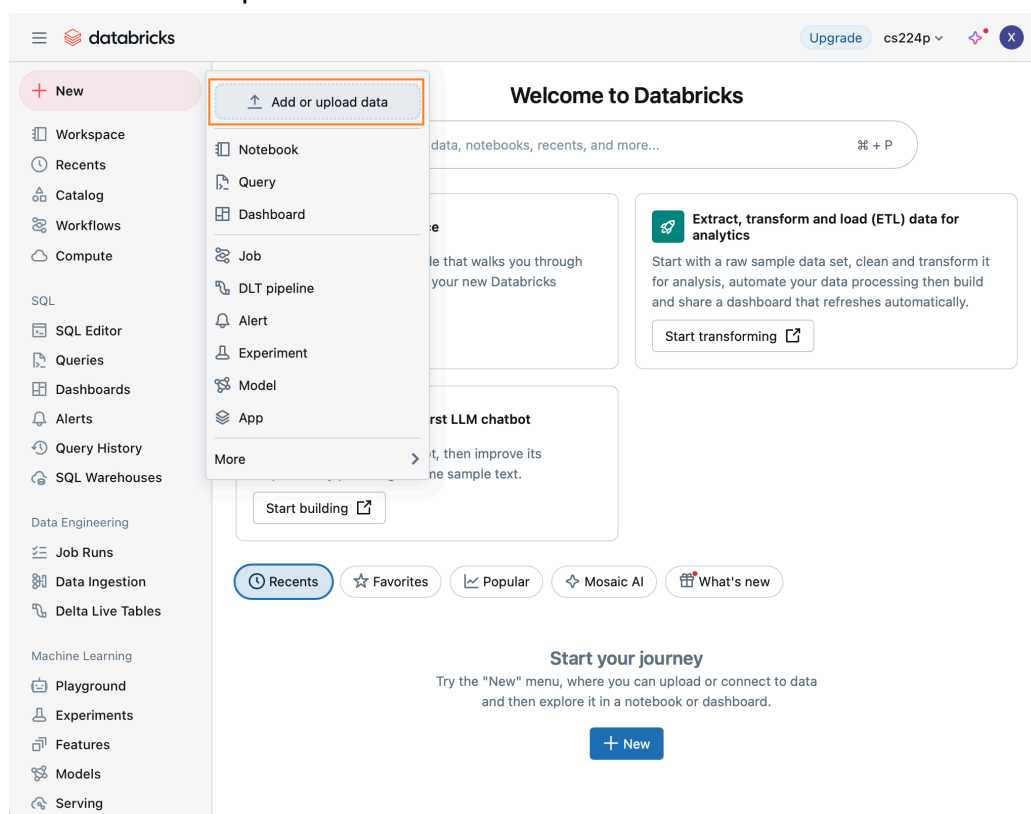 databricks
Upgrade
cs224p
X
New
Workspace
Recents
Catalog
Workflows
Compute
SQL
SQL Editor
Queries
Dashboards
Alerts
Query History
SQL Warehouses
Data Engineering
Job Runs
Data Ingestion
Delta Live Tables
Machine Learning
Playground
Experiments
Features
Models
Serving
Add or upload data
Notebook
Query
Dashboard
Job
DLT pipeline
Alert
Experiment
Model
App
More
Welcome to Databricks
data, notebooks, recents, and more...
⌘ + P
that walks you through
your new Databricks
Extract, transform and load (ETL) data for
analytics
Start with a raw sample data set, clean and transform it
for analysis, automate your data processing then build
and share a dashboard that refreshes automatically.
Start transforming
LLM chatbot
then improve its
sample text.
Start building
Recents
Favorites
Popular
Mosaic AI
What's new
Start your journey
Try the "New" menu, where you can upload or connect to data
and then explore it in a notebook or dashboard.
+ New